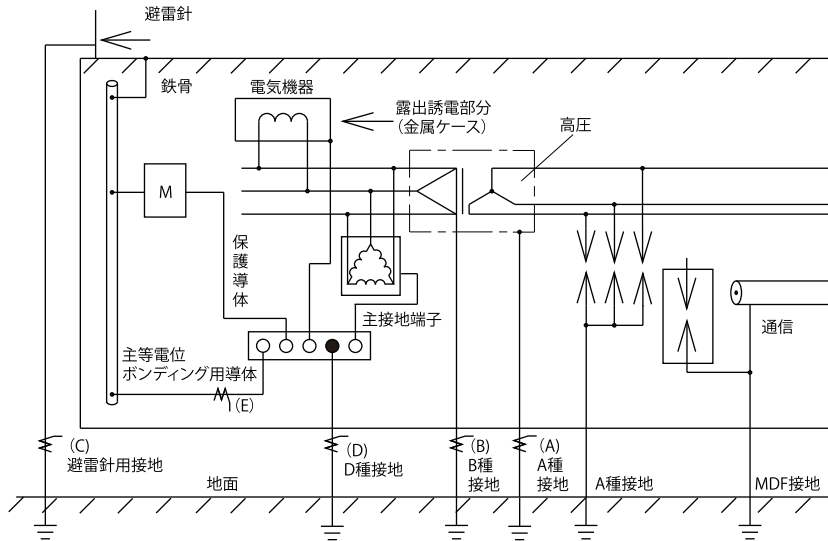 避雷針
鉄骨
電気機器
露出誘電部分
(金属ケース)
高圧
M
保護導体
主接地端子
通信
主等電位
ボンディング用導体
(E)
(C)
避雷針用接地
地面
(D)
D種接地
(B)
B種
接地
(A)
A種
接地
A種接地
MDF接地